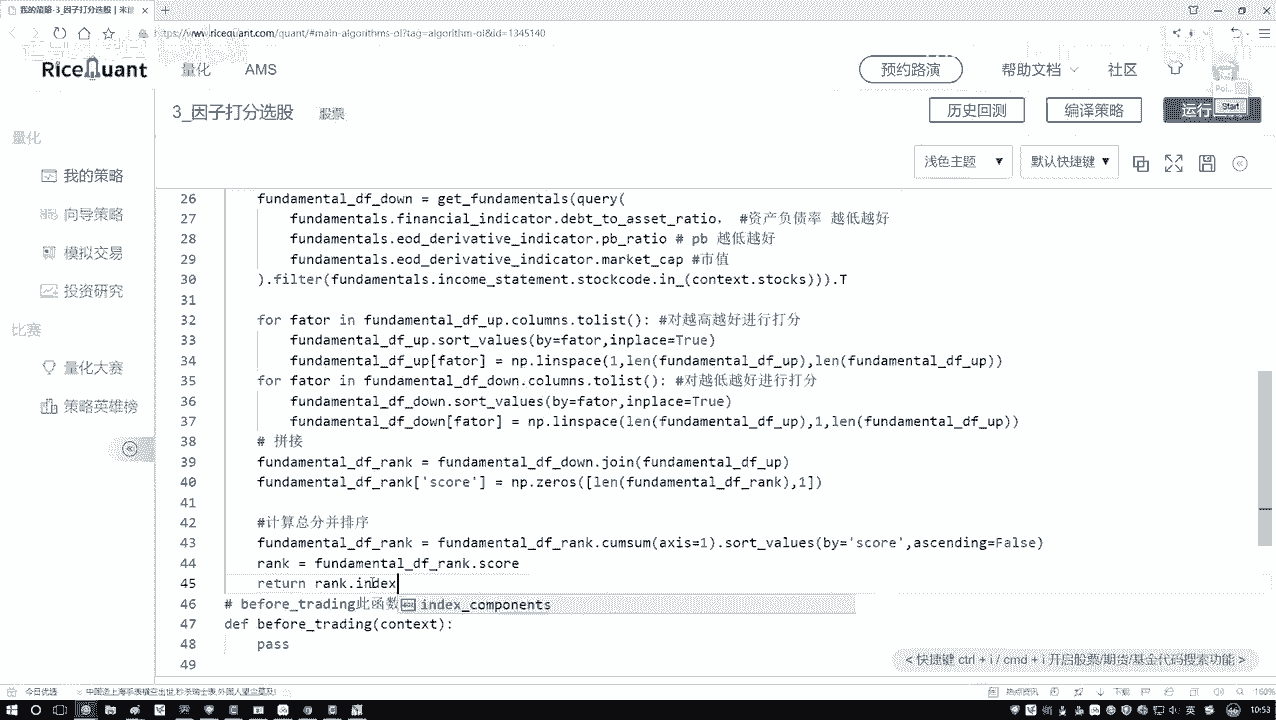 我的策略-3_因子打分选股
https://www.ricequant.com/quant/#main-algorithms-ol?tag=algorithm-ol&id=1345140
RiceQuant 量化 AMS 预约路演 帮助文档 社区
3_因子打分选股 股票 历史回测 编译策略 运行
Start
量化
浅色主题 默认快捷键
我的策略
向导策略
模拟交易
投资研究
比赛
量化大赛
策略英雄榜
26 fundamental_df_down = get_fundamentals(query(
27 fundamentals.financial_indicator.debt_to_asset_ratio, #资产负债率 越低越好
28 fundamentals.eod_derivative_indicator.pb_ratio # pb 越低越好
29 fundamentals.eod_derivative_indicator.market_cap #市值
30 ).filter(fundamentals.income_statement.stockcode.in_(context.stocks))).T
31
32 for fator in fundamental_df_up.columns.tolist(): #对越高越好进行打分
33 fundamental_df_up.sort_values(by=fator,inplace=True)
34 fundamental_df_up[fator] = np.linspace(1,len(fundamental_df_up),len(fundamental_df_up))
35 for fator in fundamental_df_down.columns.tolist(): #对越低越好进行打分
36 fundamental_df_down.sort_values(by=fator,inplace=True)
37 fundamental_df_down[fator] = np.linspace(len(fundamental_df_up),1,len(fundamental_df_up))
38 # 拼接
39 fundamental_df_rank = fundamental_df_down.join(fundamental_df_up)
40 fundamental_df_rank['score'] = np.zeros([len(fundamental_df_rank),1])
41
42 #计算总分并排序
43 fundamental_df_rank = fundamental_df_rank.cumsum(axis=1).sort_values(by='score',ascending=False)
44 rank = fundamental_df_rank.score
45 return rank.index
46 # before_trading此函数 index_components
47 def before_trading(context):
48 pass
49
<快捷键 ctrl + i / cmd + i 开启股票/期货/基金代码搜索功能 >
今日优选 热点资讯 下载 160%
英 10:53